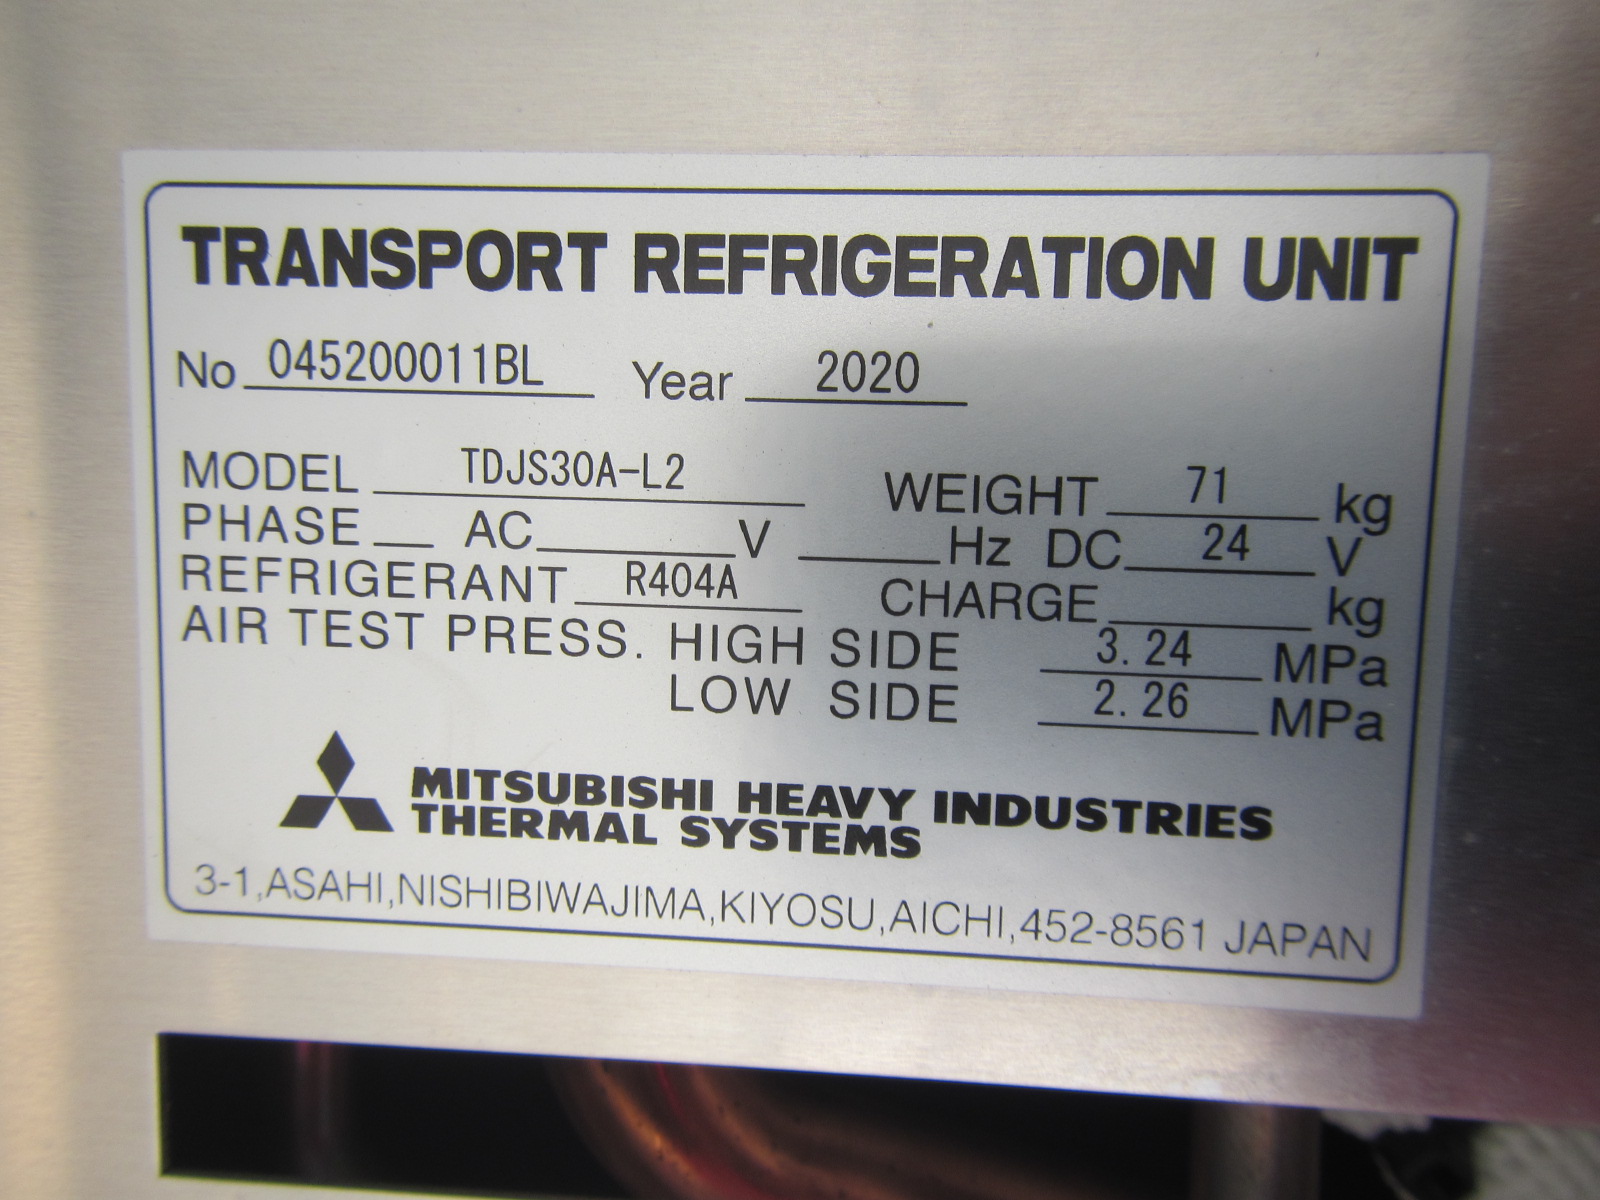 TRANSPORT REFRIGERATION UNIT
No 045200011BL Year 2020
MODEL TDJS30A-L2 WEIGHT 71 kg
PHASE AC V Hz DC 24 V
REFRIGERANT R404A CHARGE kg
AIR TEST PRESS. HIGH SIDE 3.24 MPa
LOW SIDE 2.26 MPa
MITSUBISHI HEAVY INDUSTRIES
THERMAL SYSTEMS
3-1,ASAHI,NISHIBIWAJIMA,KIYOSU,AICHI,452-8561 JAPAN